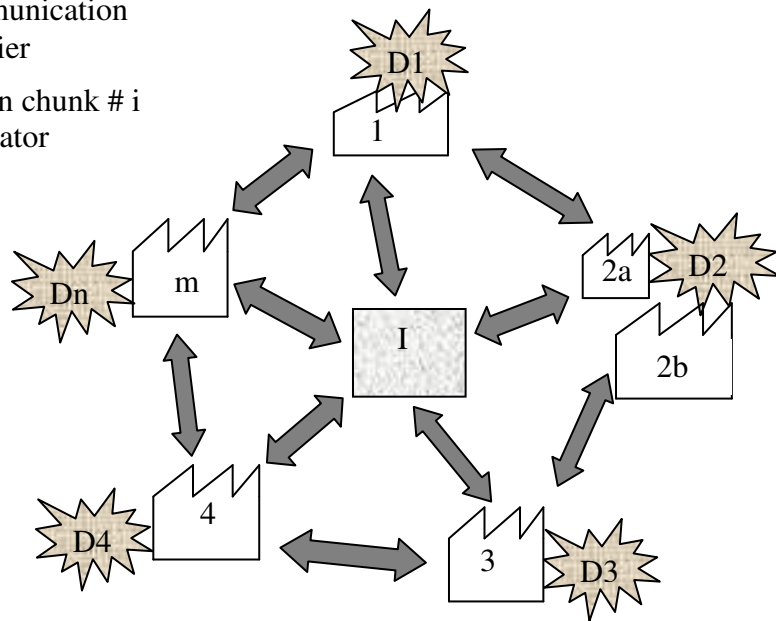 munication
ier
n chunk # i
ator
D1
1
2a
D2
Dn
m
I
2b
4
D4
3
D3